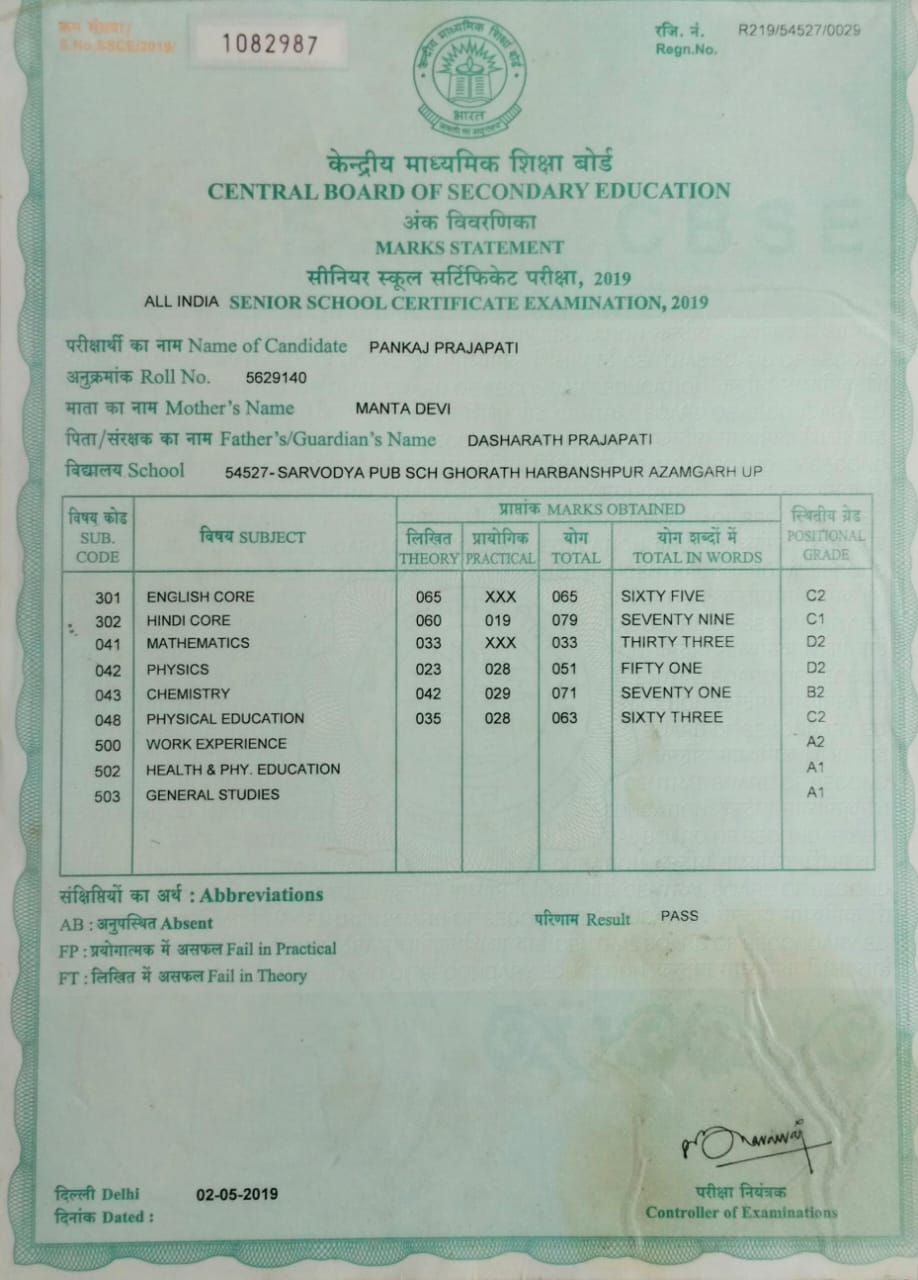 क्रम संख्या/
S.No.SSCE/2019/
1082987
रजि. नं. R219/54527/0029
Regn.No.
केन्द्रीय माध्यमिक शिक्षा बोर्ड
भारत
केन्द्रीय माध्यमिक शिक्षा बोर्ड
CENTRAL BOARD OF SECONDARY EDUCATION
अंक विवरणिका
CBSE
MARKS STATEMENT
सीनियर स्कूल सर्टिफिकेट परीक्षा, 2019
ALL INDIA SENIOR SCHOOL CERTIFICATE EXAMINATION, 2019
परीक्षार्थी का नाम Name of Candidate PANKAJ PRAJAPATI
अनुक्रमांक Roll No. 5629140
माता का नाम Mother's Name MANTA DEVI
पिता/संरक्षक का नाम Father's/Guardian's Name DASHARATH PRAJAPATI
विद्यालय School 54527- SARVODYA PUB SCH GHORATH HARBANSHPUR AZAMGARH UP
विषय कोड SUB. CODE विषय SUBJECT प्राप्तांक MARKS OBTAINED स्थितीय ग्रेड POSITIONAL GRADE
लिखित THEORY प्रायोगिक PRACTICAL योग TOTAL योग शब्दों में TOTAL IN WORDS
301 ENGLISH CORE 065 XXX 065 SIXTY FIVE C2
302 HINDI CORE 060 019 079 SEVENTY NINE C1
041 MATHEMATICS 033 XXX 033 THIRTY THREE D2
042 PHYSICS 023 028 051 FIFTY ONE D2
043 CHEMISTRY 042 029 071 SEVENTY ONE B2
048 PHYSICAL EDUCATION 035 028 063 SIXTY THREE C2
500 WORK EXPERIENCE A2
502 HEALTH & PHY. EDUCATION A1
503 GENERAL STUDIES A1
संक्षिप्तियों का अर्थ : Abbreviations
AB : अनुपस्थित Absent
परिणाम Result PASS
FP : प्रयोगात्मक में असफल Fail in Practical
FT : लिखित में असफल Fail in Theory
दिल्ली Delhi
दिनांक Dated : 02-05-2019
परीक्षा नियंत्रक
Controller of Examinations